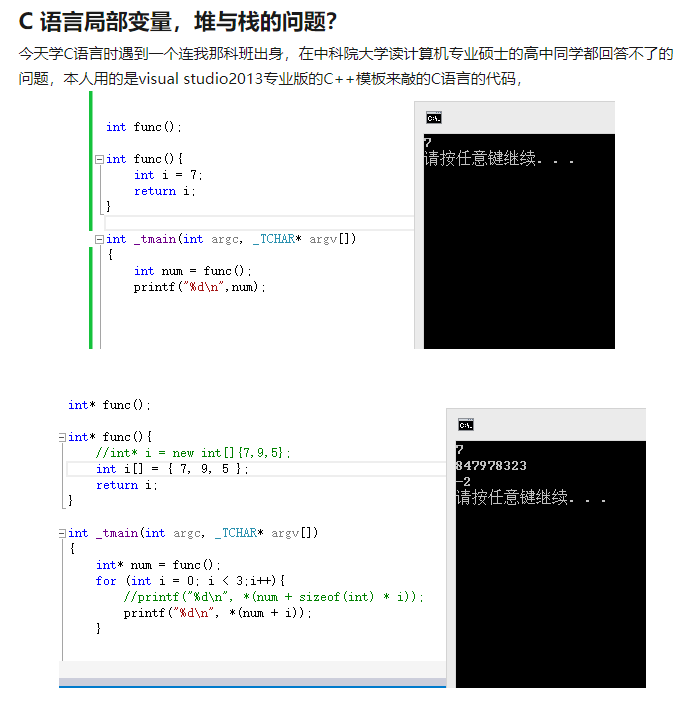 C 语言局部变量，堆与栈的问题？
今天学C语言时遇到一个连我那科班出身，在中科院大学读计算机专业硕士的高中同学都回答不了的
问题，本人用的是visual studio2013专业版的C++模板来敲的C语言的代码，
int func();
int func(){
int i = 7;
return i;
}
int _tmain(int argc, _TCHAR* argv[])
{
int num = func();
printf("%d\n",num);
C:\.
7
请按任意键继续. . .
int* func();
int* func(){
//int* i = new int[]{7,9,5};
int i[] = { 7, 9, 5 };
return i;
}
int _tmain(int argc, _TCHAR* argv[])
{
int* num = func();
for (int i = 0; i < 3;i++){
//printf("%d\n", *(num + sizeof(int) * i));
printf("%d\n", *(num + i));
}
C:\.
7
847978323
-2
请按任意键继续. . .